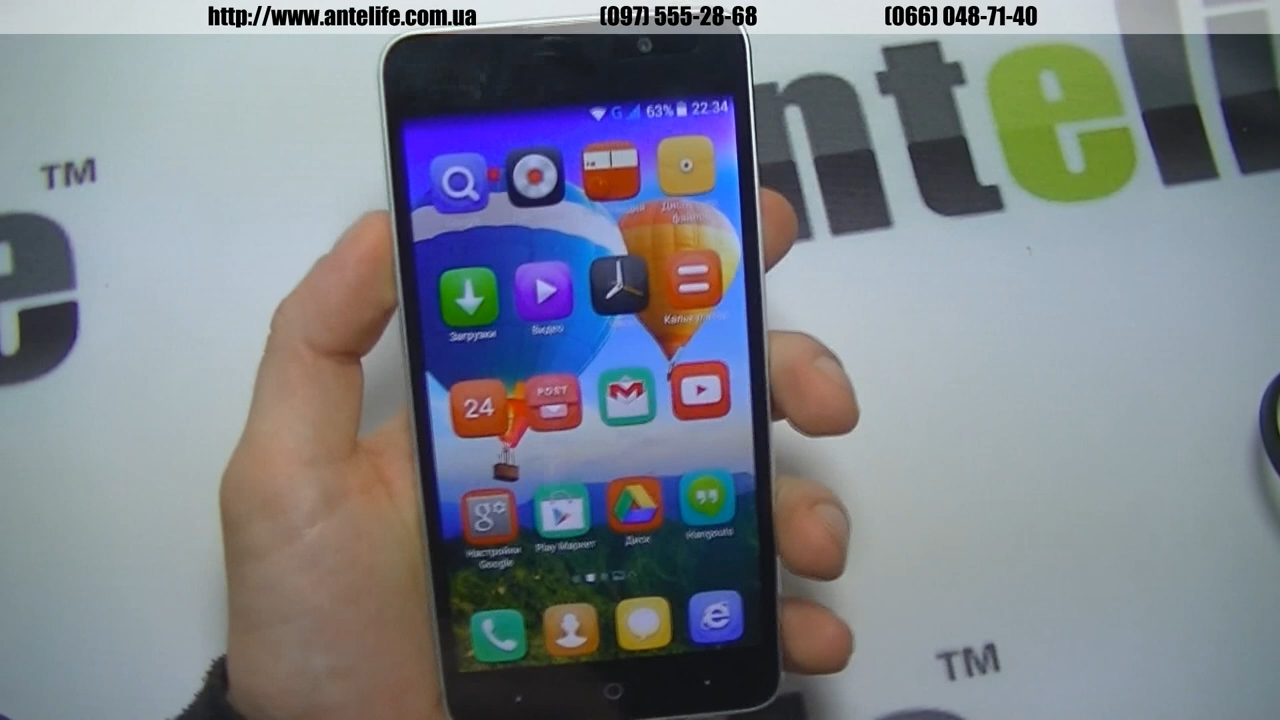 http://www.antelife.com.ua (097) 555-28-68 (066) 048-71-40
anteli
TM
e
G 63% 22:34
Загрузки Видео
24 POST
Настройки Google Play Маркет Диск Hangouts
TM